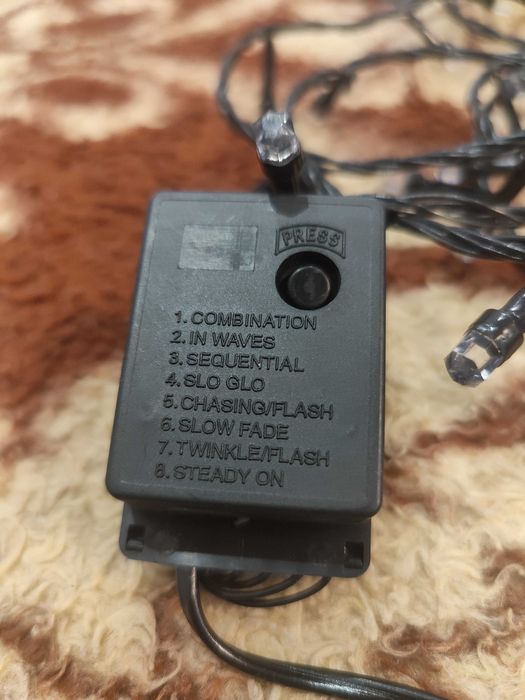 PRESS
1. COMBINATION
2. IN WAVES
3. SEQUENTIAL
4. SLO GLO
5. CHASING/FLASH
6. SLOW FADE
7. TWINKLE/FLASH
8. STEADY ON